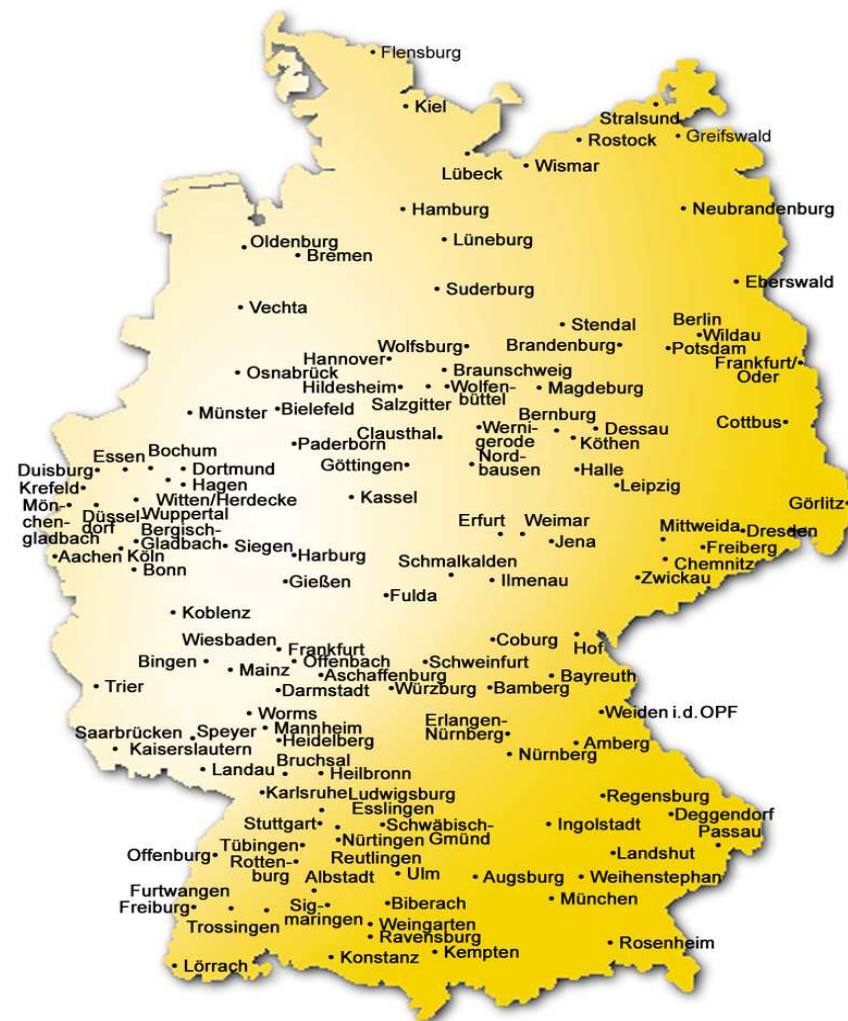 Flensburg
Kiel
Stralsund
Rostock
Greifswald
Lübeck
Wismar
Hamburg
Neubrandenburg
Oldenburg
Lüneburg
Bremen
Eberswald
Suderburg
Vechta
Stendal
Berlin
Wildau
Wolfsburg
Brandenburg
Potsdam
Hannover
Frankfurt/
Oder
Osnabrück
Braunschweig
Hildesheim
Wolfen-
büttel
Magdeburg
Salzgitter
Münster
Bielefeld
Bernburg
Cottbus
Clausthal
Werni-
gerode
Dessau
Köthen
Paderborn
Essen
Bochum
Duisburg
Dortmund
Göttingen
Nord-
bausen
Halle
Krefeld
Hagen
Leipzig
Mön-
chen-
gladbach
Witten/Herdecke
Kassel
Görlitz
Düssel-
dorf
Wuppertal
Bergisch-
Gladbach
Erfurt
Weimar
Mittweida
Dresden
Aachen
Köln
Siegen
Harburg
Jena
Freiberg
Bonn
Schmalkalden
Chemnitz
Gießen
Ilmenau
Zwickau
Fulda
Koblenz
Wiesbaden
Frankfurt
Coburg
Hof
Bingen
Mainz
Offenbach
Schweinfurt
Aschaffenburg
Bayreuth
Trier
Darmstadt
Würzburg
Bamberg
Worms
Weiden i.d.OPF
Saarbrücken
Speyer
Mannheim
Erlangen-
Nürnberg
Kaiserslautern
Heidelberg
Amberg
Nürnberg
Bruchsal
Landau
Heilbronn
Karlsruhe
Ludwigsburg
Regensburg
Esslingen
Deggendorf
Stuttgart
Schwäbisch-
Gmünd
Ingolstadt
Passau
Tübingen
Nürtingen
Offenburg
Rotten-
burg
Reutlingen
Landshut
Albstadt
Ulm
Augsburg
Weihenstephan
Furtwangen
Freiburg
Sig-
maringen
Biberach
München
Trossingen
Weingarten
Ravensburg
Rosenheim
Lörrach
Konstanz
Kempten